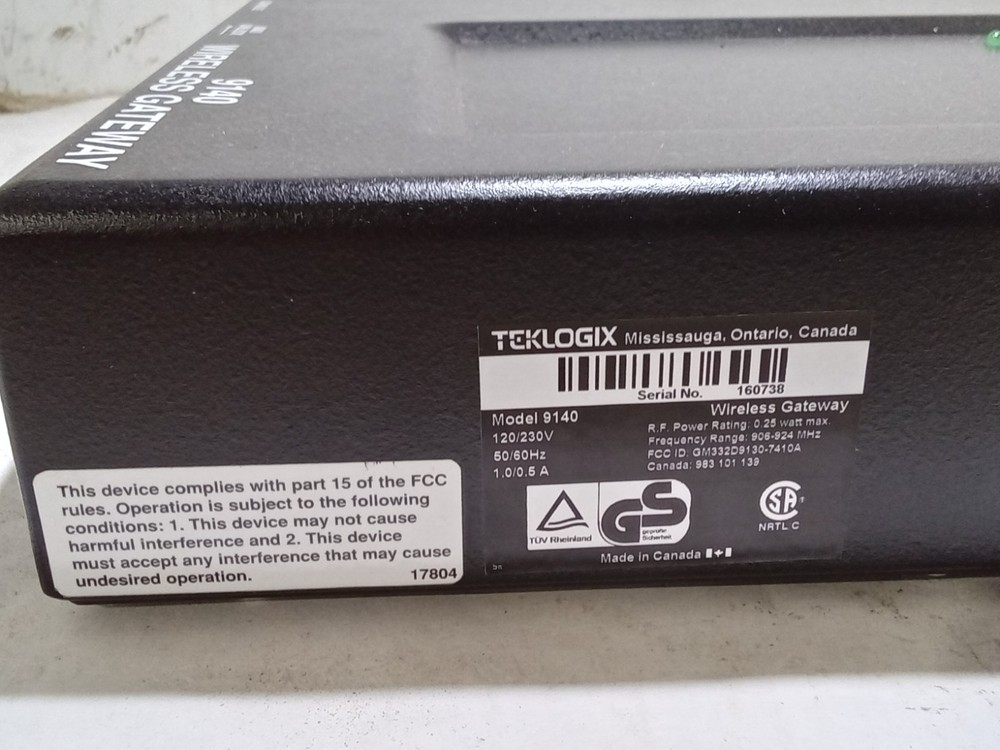 9140
WIRELESS GATEWAY
TEKLOGIX Mississauga, Ontario, Canada
Serial No. 160738
Wireless Gateway
Model 9140
120/230V
50/60Hz
1.0/0.5 A
R.F. Power Rating: 0.25 watt max.
Frequency Range: 906-924 MHz
FCC ID: GM332D9130-7410A
Canada: 983 101 139
TÜV Rheinland
GS
geprüfte
Sicherheit
SA
NRTL C
Made in Canada
This device complies with part 15 of the FCC
rules. Operation is subject to the following
conditions: 1. This device may not cause
harmful interference and 2. This device
must accept any interference that may cause
undesired operation.
17804